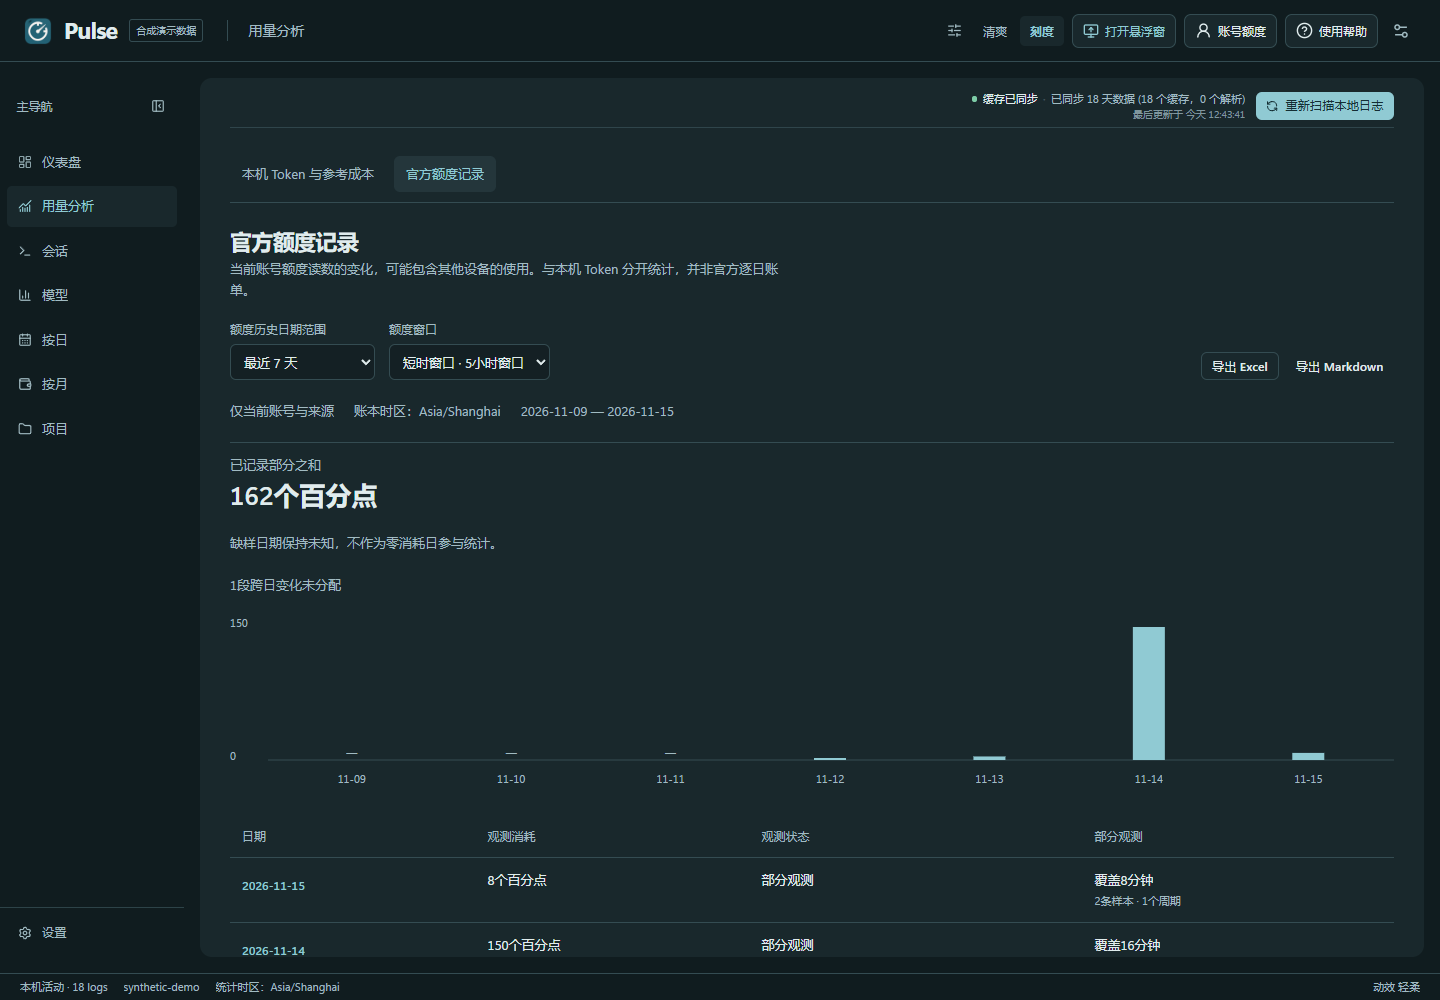 Pulse 合成演示数据 用量分析 清爽 刻度 打开悬浮窗 账号额度 使用帮助
主导航
仪表盘
用量分析
会话
模型
按日
按月
项目
设置
缓存已同步 · 已同步 18 天数据 (18 个缓存，0 个解析)
最后更新于 今天 12:43:41
重新扫描本地日志
本机 Token 与参考成本 官方额度记录
官方额度记录
当前账号额度读数的变化，可能包含其他设备的使用。与本机 Token 分开统计，并非官方逐日账
单。
额度历史日期范围 额度窗口
最近 7 天 短时窗口 · 5小时窗口 导出 Excel 导出 Markdown
仅当前账号与来源 账本时区：Asia/Shanghai 2026-11-09 — 2026-11-15
已记录部分之和
162个百分点
缺样日期保持未知，不作为零消耗日参与统计。
1段跨日变化未分配
150
0
— — —
11-09 11-10 11-11 11-12 11-13 11-14 11-15
日期 观测消耗 观测状态 部分观测
2026-11-15 8个百分点 部分观测 覆盖8分钟
2条样本 · 1个周期
2026-11-14 150个百分点 部分观测 覆盖16分钟
本机活动 · 18 logs synthetic-demo 统计时区：Asia/Shanghai 动效 轻柔